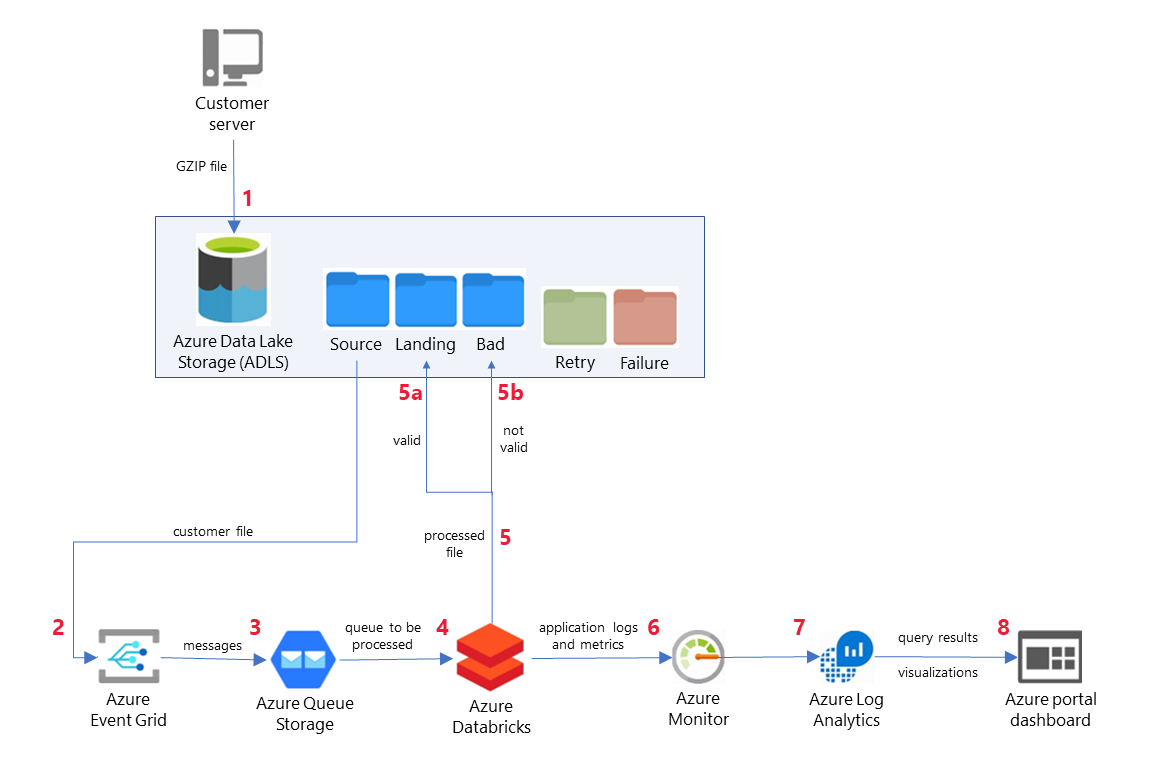 Customer
server
GZIP file
1
Azure Data Lake
Storage (ADLS)
Source
Landing
Bad
Retry
Failure
5a
5b
valid
not
valid
customer file
processed
file
5
2
Azure
Event Grid
messages
3
Azure Queue
Storage
queue to be
processed
4
Azure
Databricks
application logs
and metrics
6
Azure
Monitor
7
Azure Log
Analytics
query results
visualizations
8
Azure portal
dashboard